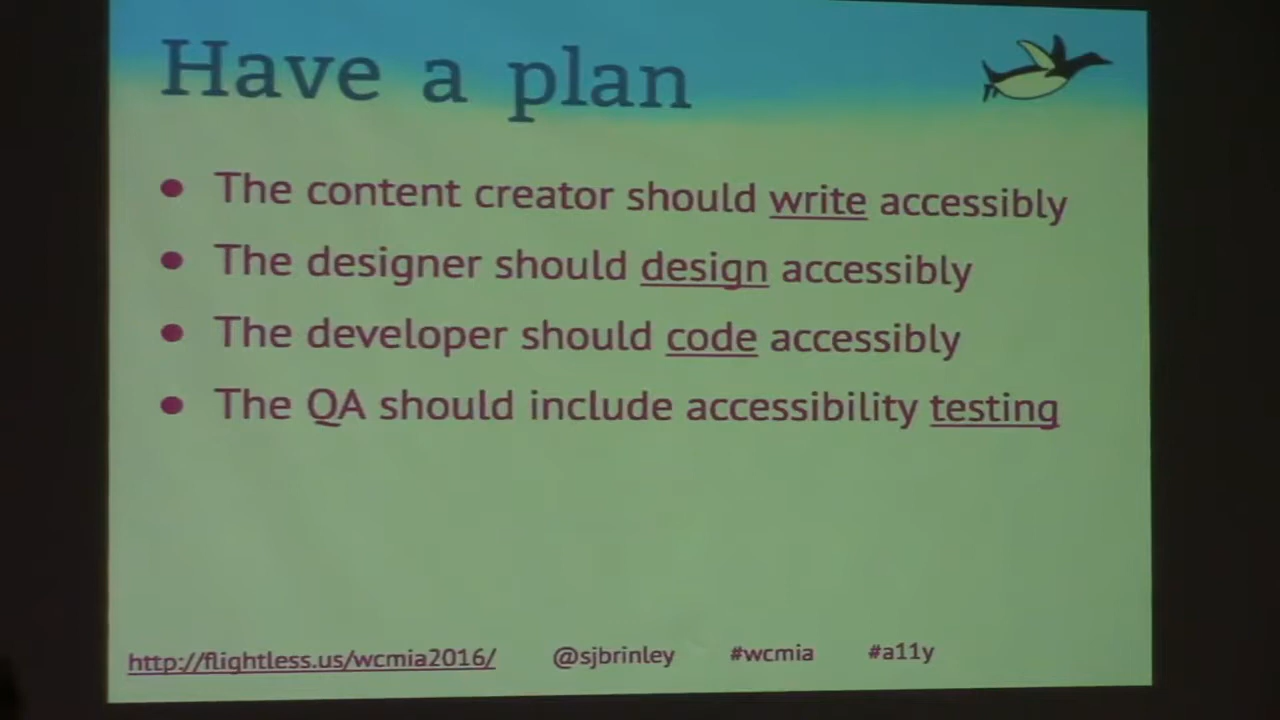 Have a plan
• The content creator should write accessibly
• The designer should design accessibly
• The developer should code accessibly
• The QA should include accessibility testing
http://flightless.us/wcmia2016/ @sjbrinley #wcmia #a11y